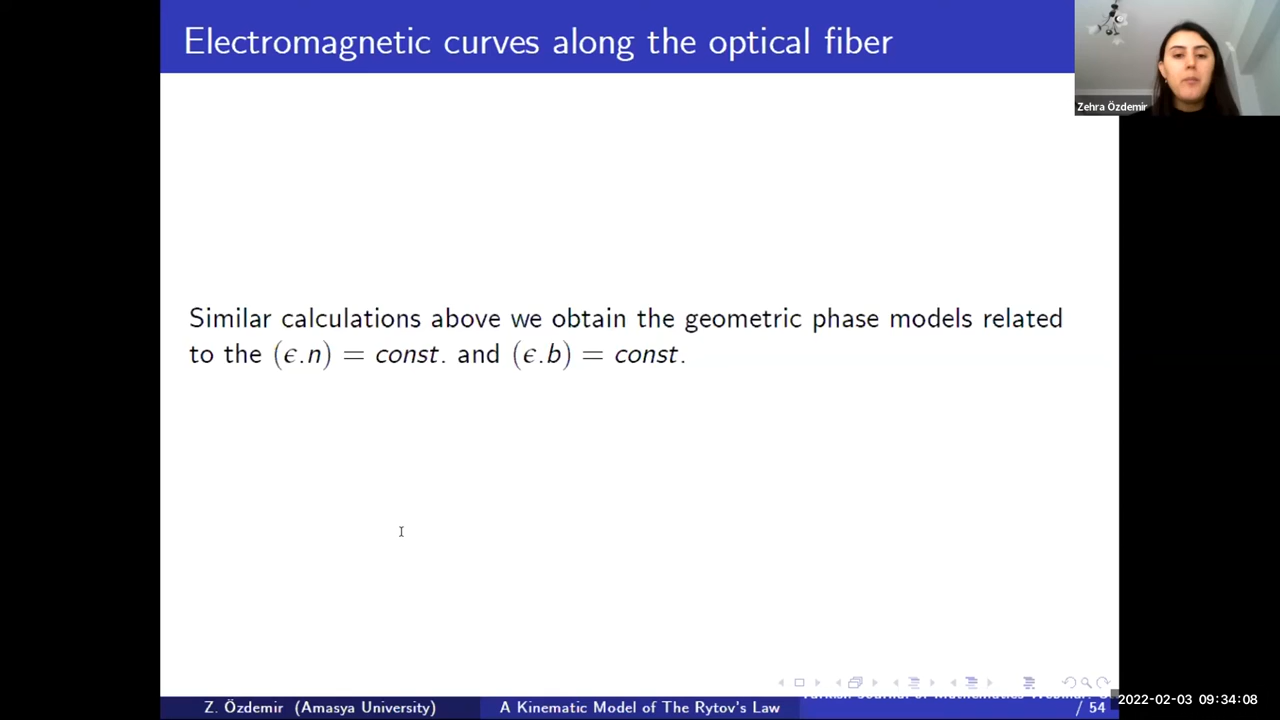 Electromagnetic curves along the optical fiber
Zehra Özdemir
Similar calculations above we obtain the geometric phase models related
to the (ϵ.n) = const. and (ϵ.b) = const.
Z. Özdemir (Amasya University)
A Kinematic Model of The Rytov's Law
/ 54
2022-02-03 09:34:08